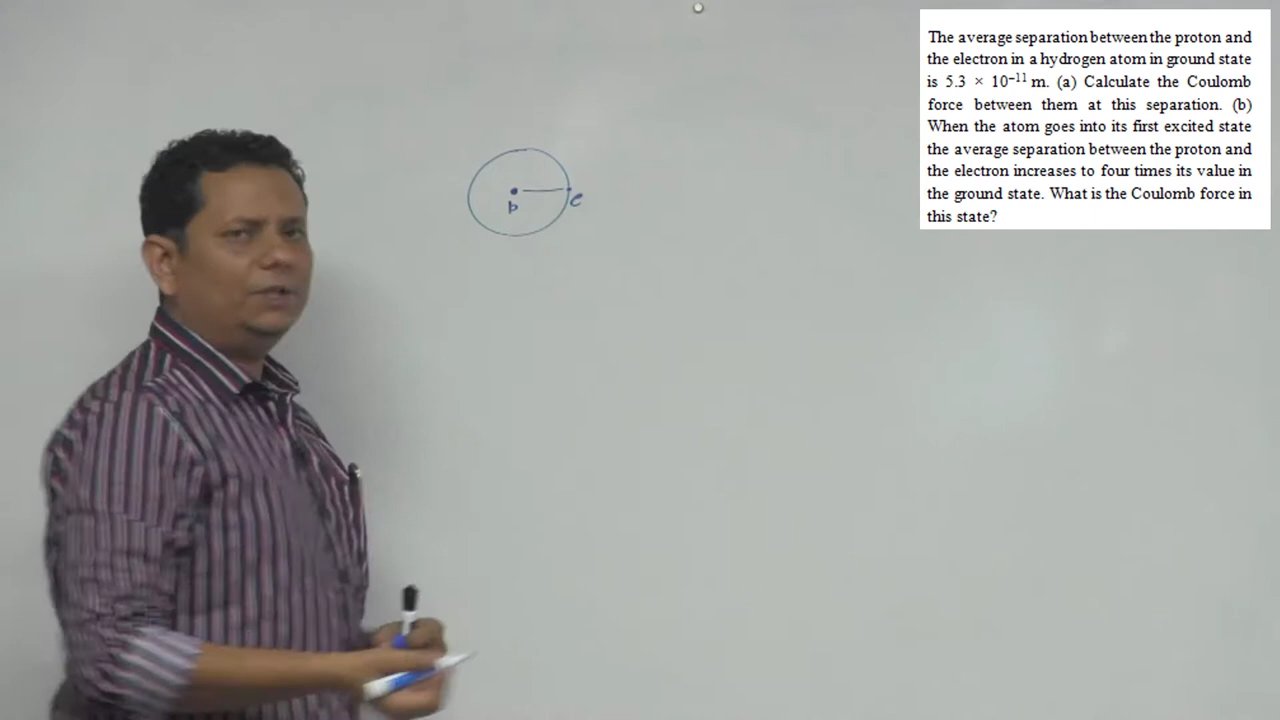 The average separation between the proton and
the electron in a hydrogen atom in ground state
is 5.3 × 10⁻¹¹ m. (a) Calculate the Coulomb
force between them at this separation. (b)
When the atom goes into its first excited state
the average separation between the proton and
the electron increases to four times its value in
the ground state. What is the Coulomb force in
this state?
p e